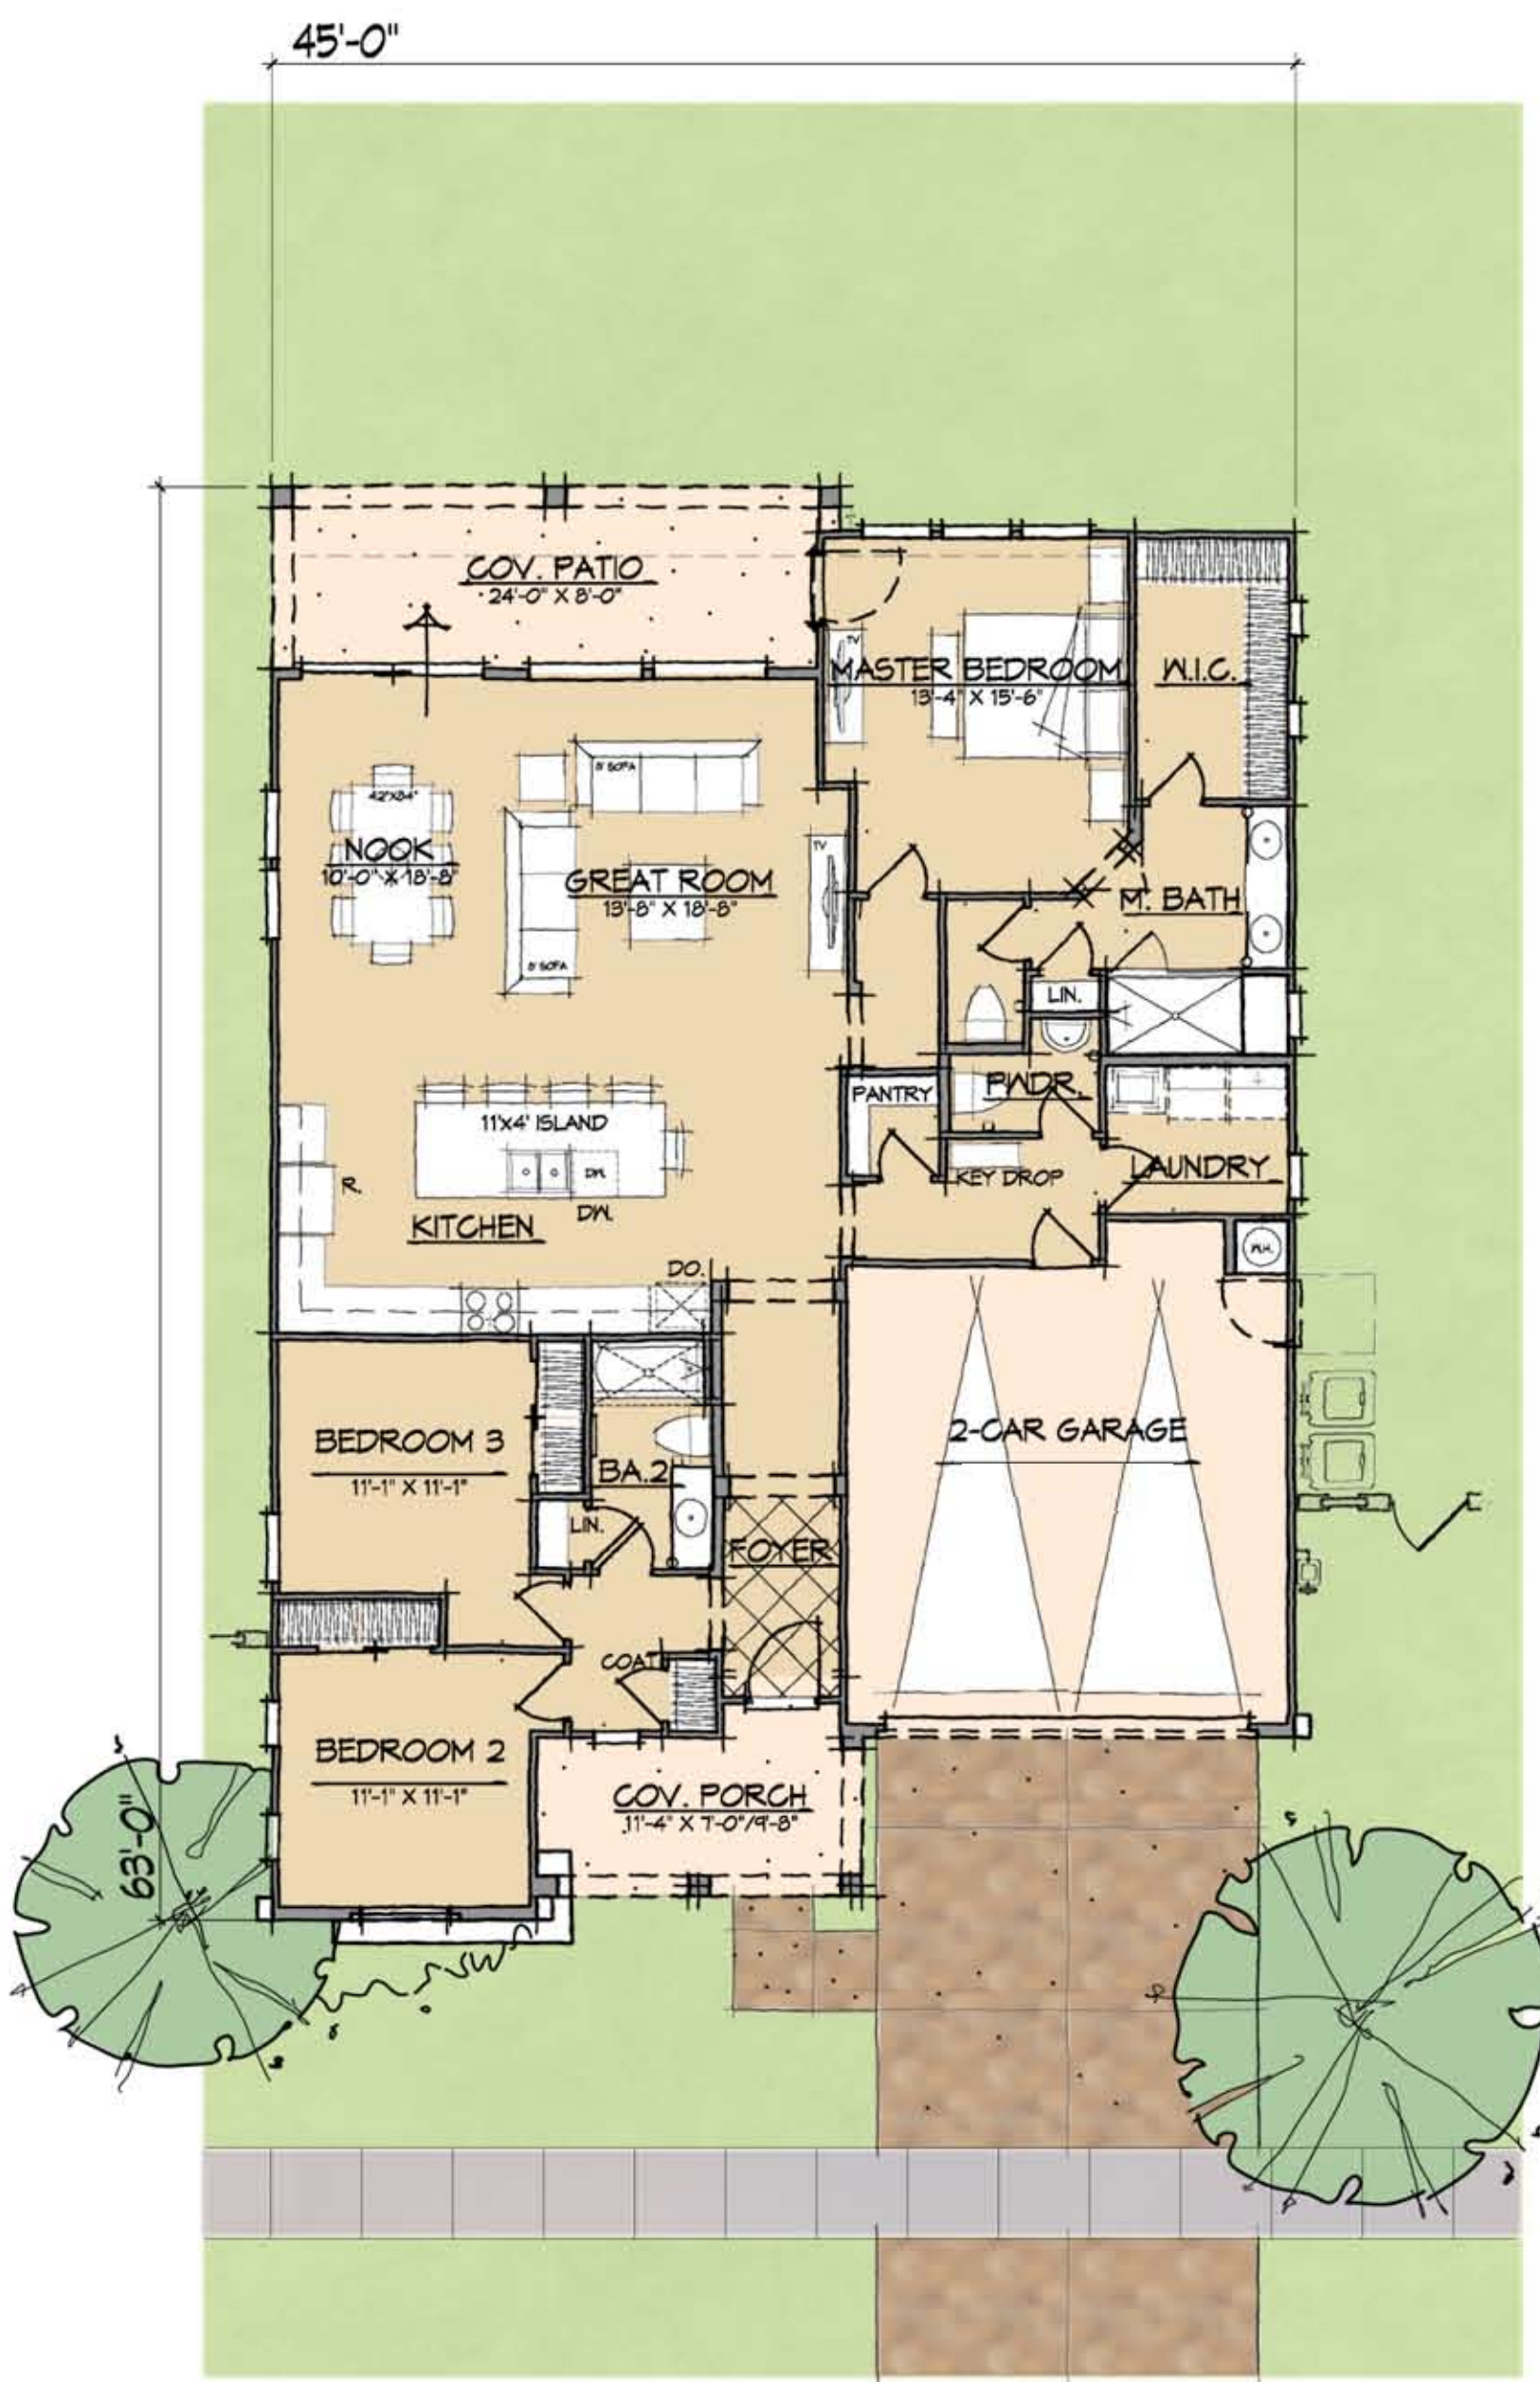 45'-0"
COV. PATIO
24'-0" X 8'-0"
TV
MASTER BEDROOM
13'-4" X 15'-6"
W.I.C.
8' SOFA
42"X84"
NOOK
10'-0" X 18'-8"
TV
GREAT ROOM
13'-8" X 18'-8"
M. BATH
8' SOFA
LIN.
PANTRY
PWDR.
11'x4' ISLAND
R.
DW.
KEY DROP
LAUNDRY
DW.
KITCHEN
W.H.
DO.
2-CAR GARAGE
BEDROOM 3
11'-1" X 11'-1"
BA.2
LIN.
FOYER
COAT
BEDROOM 2
11'-1" X 11'-1"
COV. PORCH
11'-4" X 7'-0"/9'-8"
63'-0"